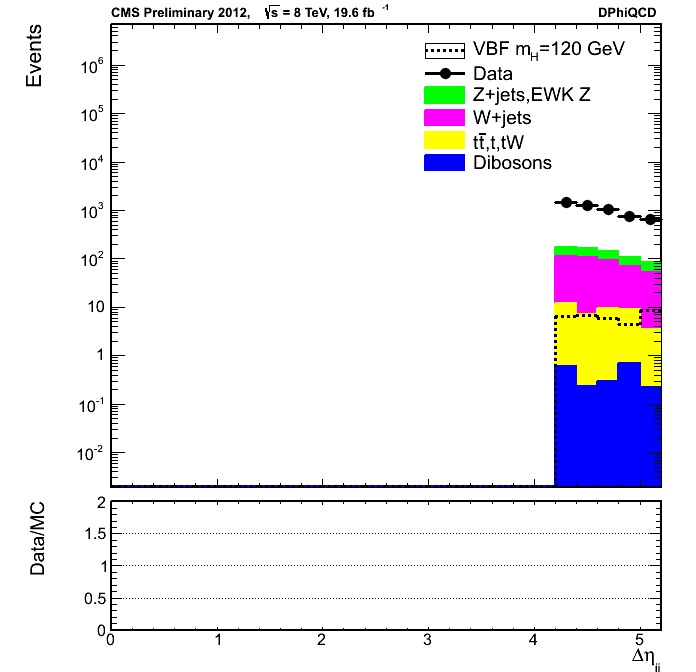 CMS Preliminary 2012, √s = 8 TeV, 19.6 fb⁻¹ DPhiQCD
Events
VBF m_H=120 GeV
Data
Z+jets,EWK Z
W+jets
tt̄,t,tW
Dibosons
10⁶
10⁵
10⁴
10³
10²
10
1
10⁻¹
10⁻²
Data/MC
2
1.5
1
0.5
0
0 1 2 3 4 5
Δη_jj